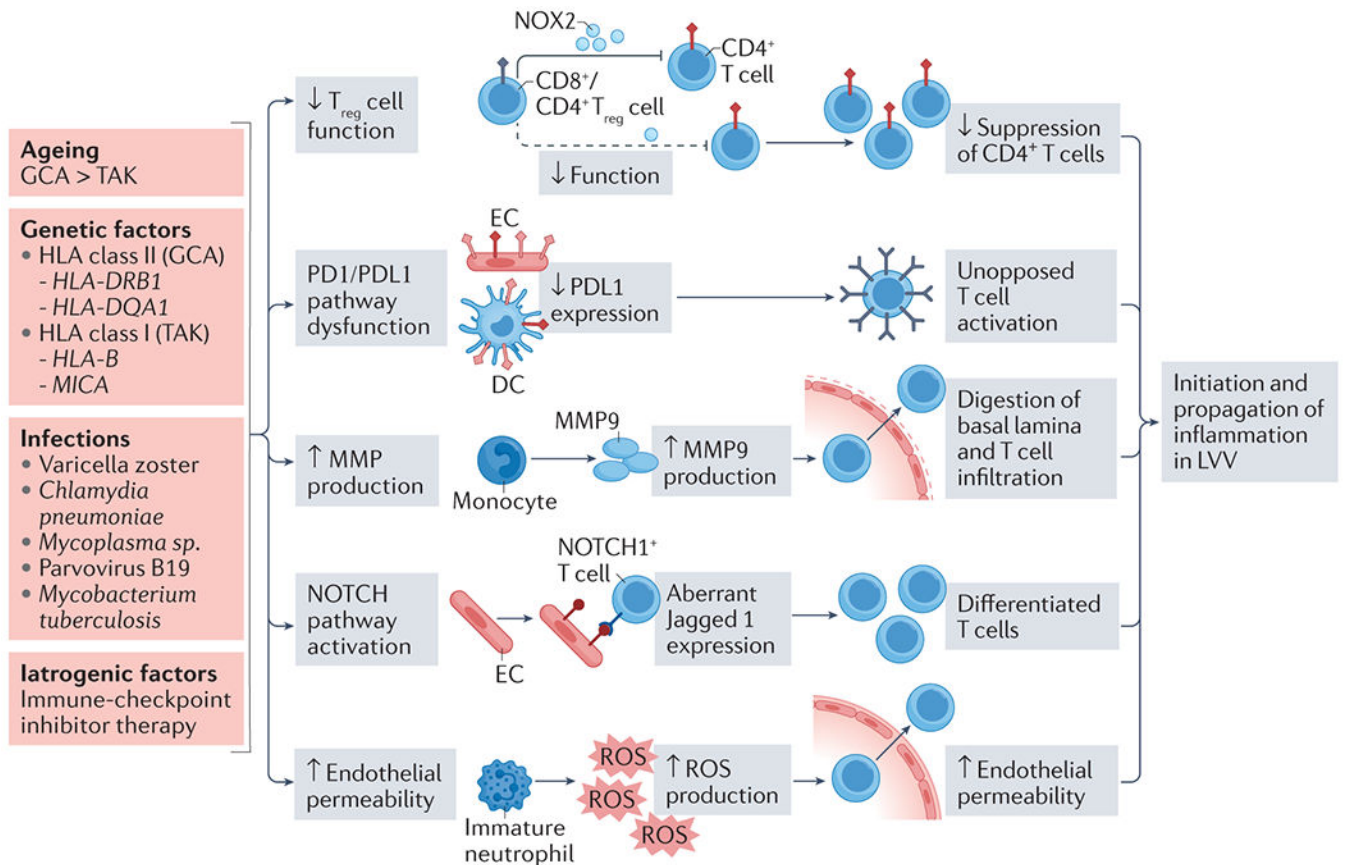 Ageing
GCA > TAK
Genetic factors
• HLA class II (GCA)
- HLA-DRB1
- HLA-DQA1
• HLA class I (TAK)
- HLA-B
- MICA
Infections
• Varicella zoster
• Chlamydia
pneumoniae
• Mycoplasma sp.
• Parvovirus B19
• Mycobacterium
tuberculosis
Iatrogenic factors
Immune-checkpoint
inhibitor therapy
↓ Treg cell
function
NOX2
CD4+
T cell
CD8+/
CD4+ Treg cell
↓ Function
↓ Suppression
of CD4+ T cells
PD1/PDL1
pathway
dysfunction
EC
DC
↓ PDL1
expression
Unopposed
T cell
activation
↑ MMP
production
Monocyte
MMP9
↑ MMP9
production
Digestion of
basal lamina
and T cell
infiltration
NOTCH
pathway
activation
EC
NOTCH1+
T cell
Aberrant
Jagged 1
expression
Differentiated
T cells
↑ Endothelial
permeability
Immature
neutrophil
ROS
ROS
ROS
↑ ROS
production
↑ Endothelial
permeability
Initiation and
propagation of
inflammation
in LVV